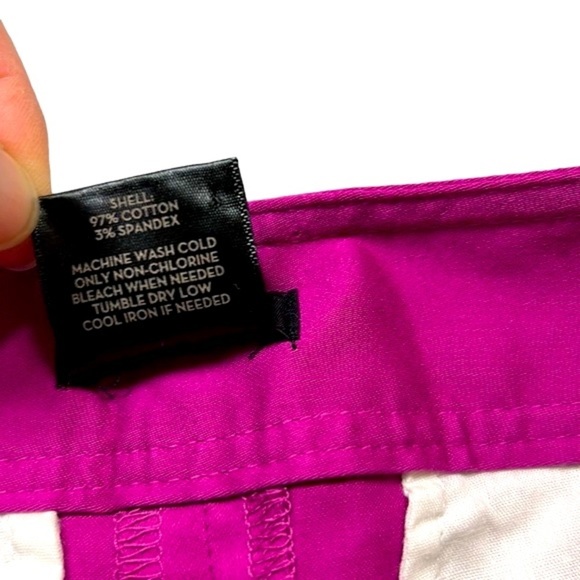 SHELL:
97% COTTON
3% SPANDEX
MACHINE WASH COLD
ONLY NON-CHLORINE
BLEACH WHEN NEEDED
TUMBLE DRY LOW
COOL IRON IF NEEDED